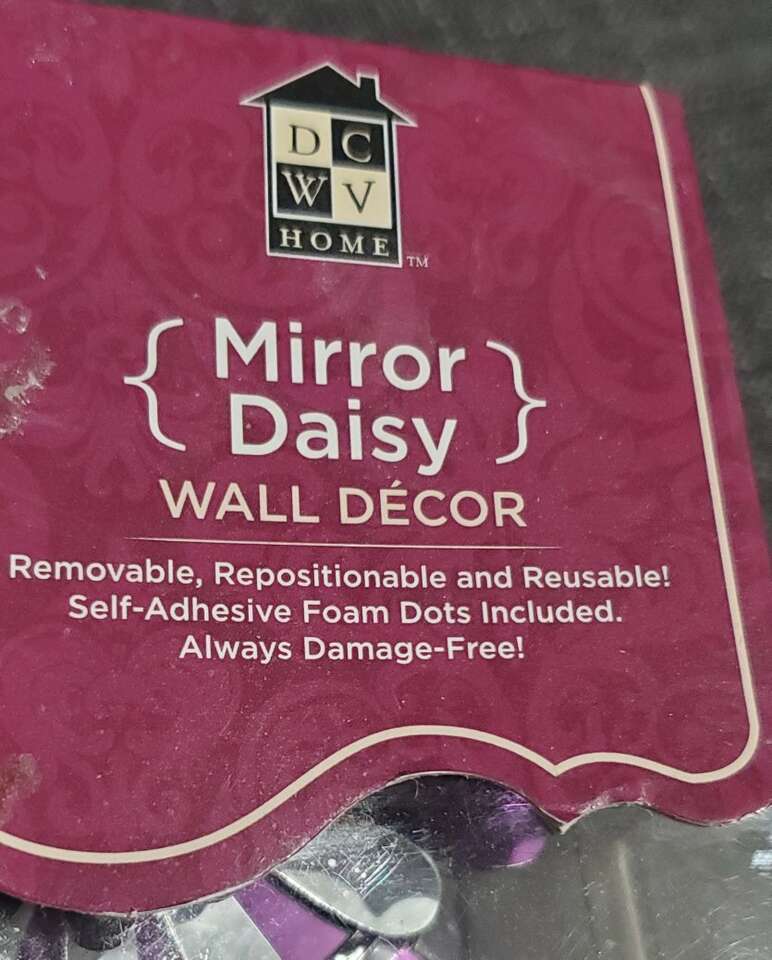 D C
W V
HOME ™
{ Mirror
Daisy }
WALL DÉCOR
Removable, Repositionable and Reusable!
Self-Adhesive Foam Dots Included.
Always Damage-Free!